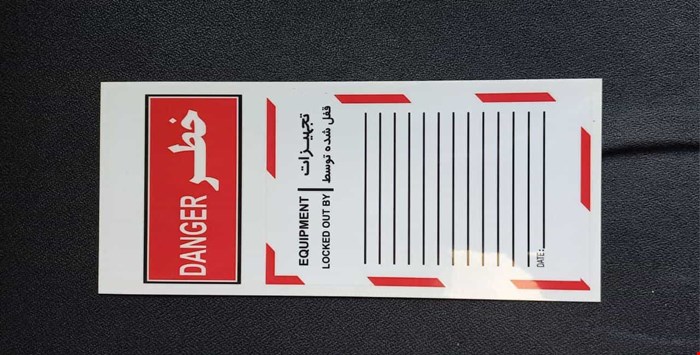 DANGER خطر
EQUIPMENT | تجهیزات
LOCKED OUT BY | قفل شده توسط
DATE: